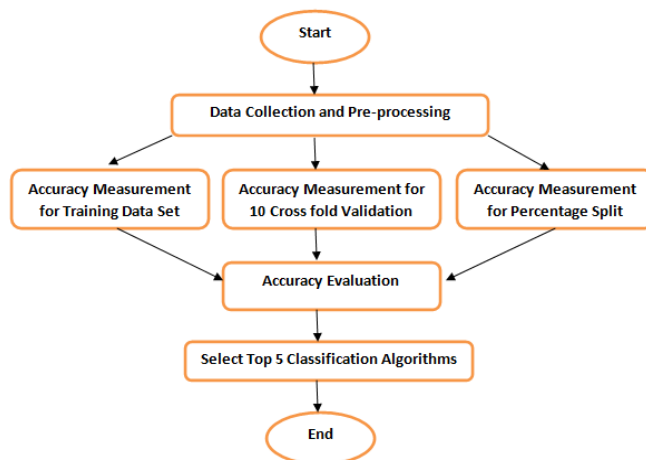 Start
Data Collection and Pre-processing
Accuracy Measurement
for Training Data Set
Accuracy Measurement for
10 Cross fold Validation
Accuracy Measurement
for Percentage Split
Accuracy Evaluation
Select Top 5 Classification Algorithms
End